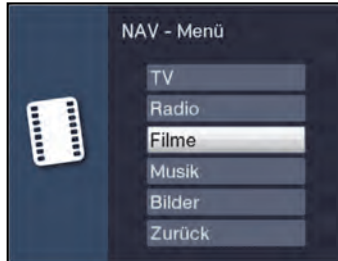 NAV - Menü
TV
Radio
Filme
Musik
Bilder
Zurück